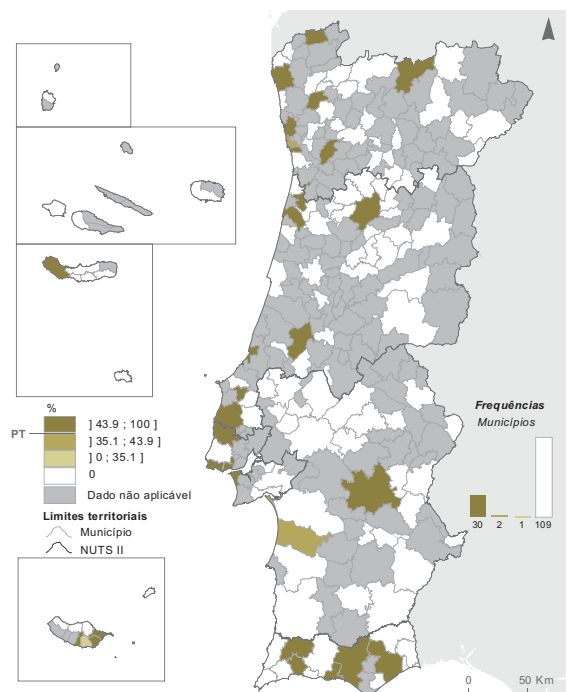 %
PT
] 43.9 ; 100 ]
] 35.1 ; 43.9 ]
] 0 ; 35.1 ]
0
Dado não aplicável
Limites territoriais
Município
NUTS II
Frequências
Municípios
30 2 1 109
0 50 Km